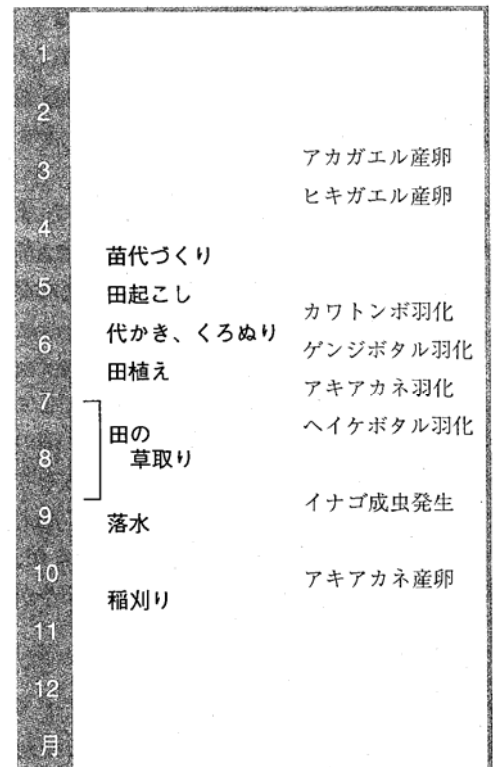 1
2
アカガエル産卵
3
ヒキガエル産卵
4
苗代づくり
5
田起こし
カワトンボ羽化
代かき、くろぬり
6
ゲンジボタル羽化
田植え
アキアカネ羽化
7
田の
草取り
ヘイケボタル羽化
8
イナゴ成虫発生
9
落水
10
アキアカネ産卵
稲刈り
11
12
月